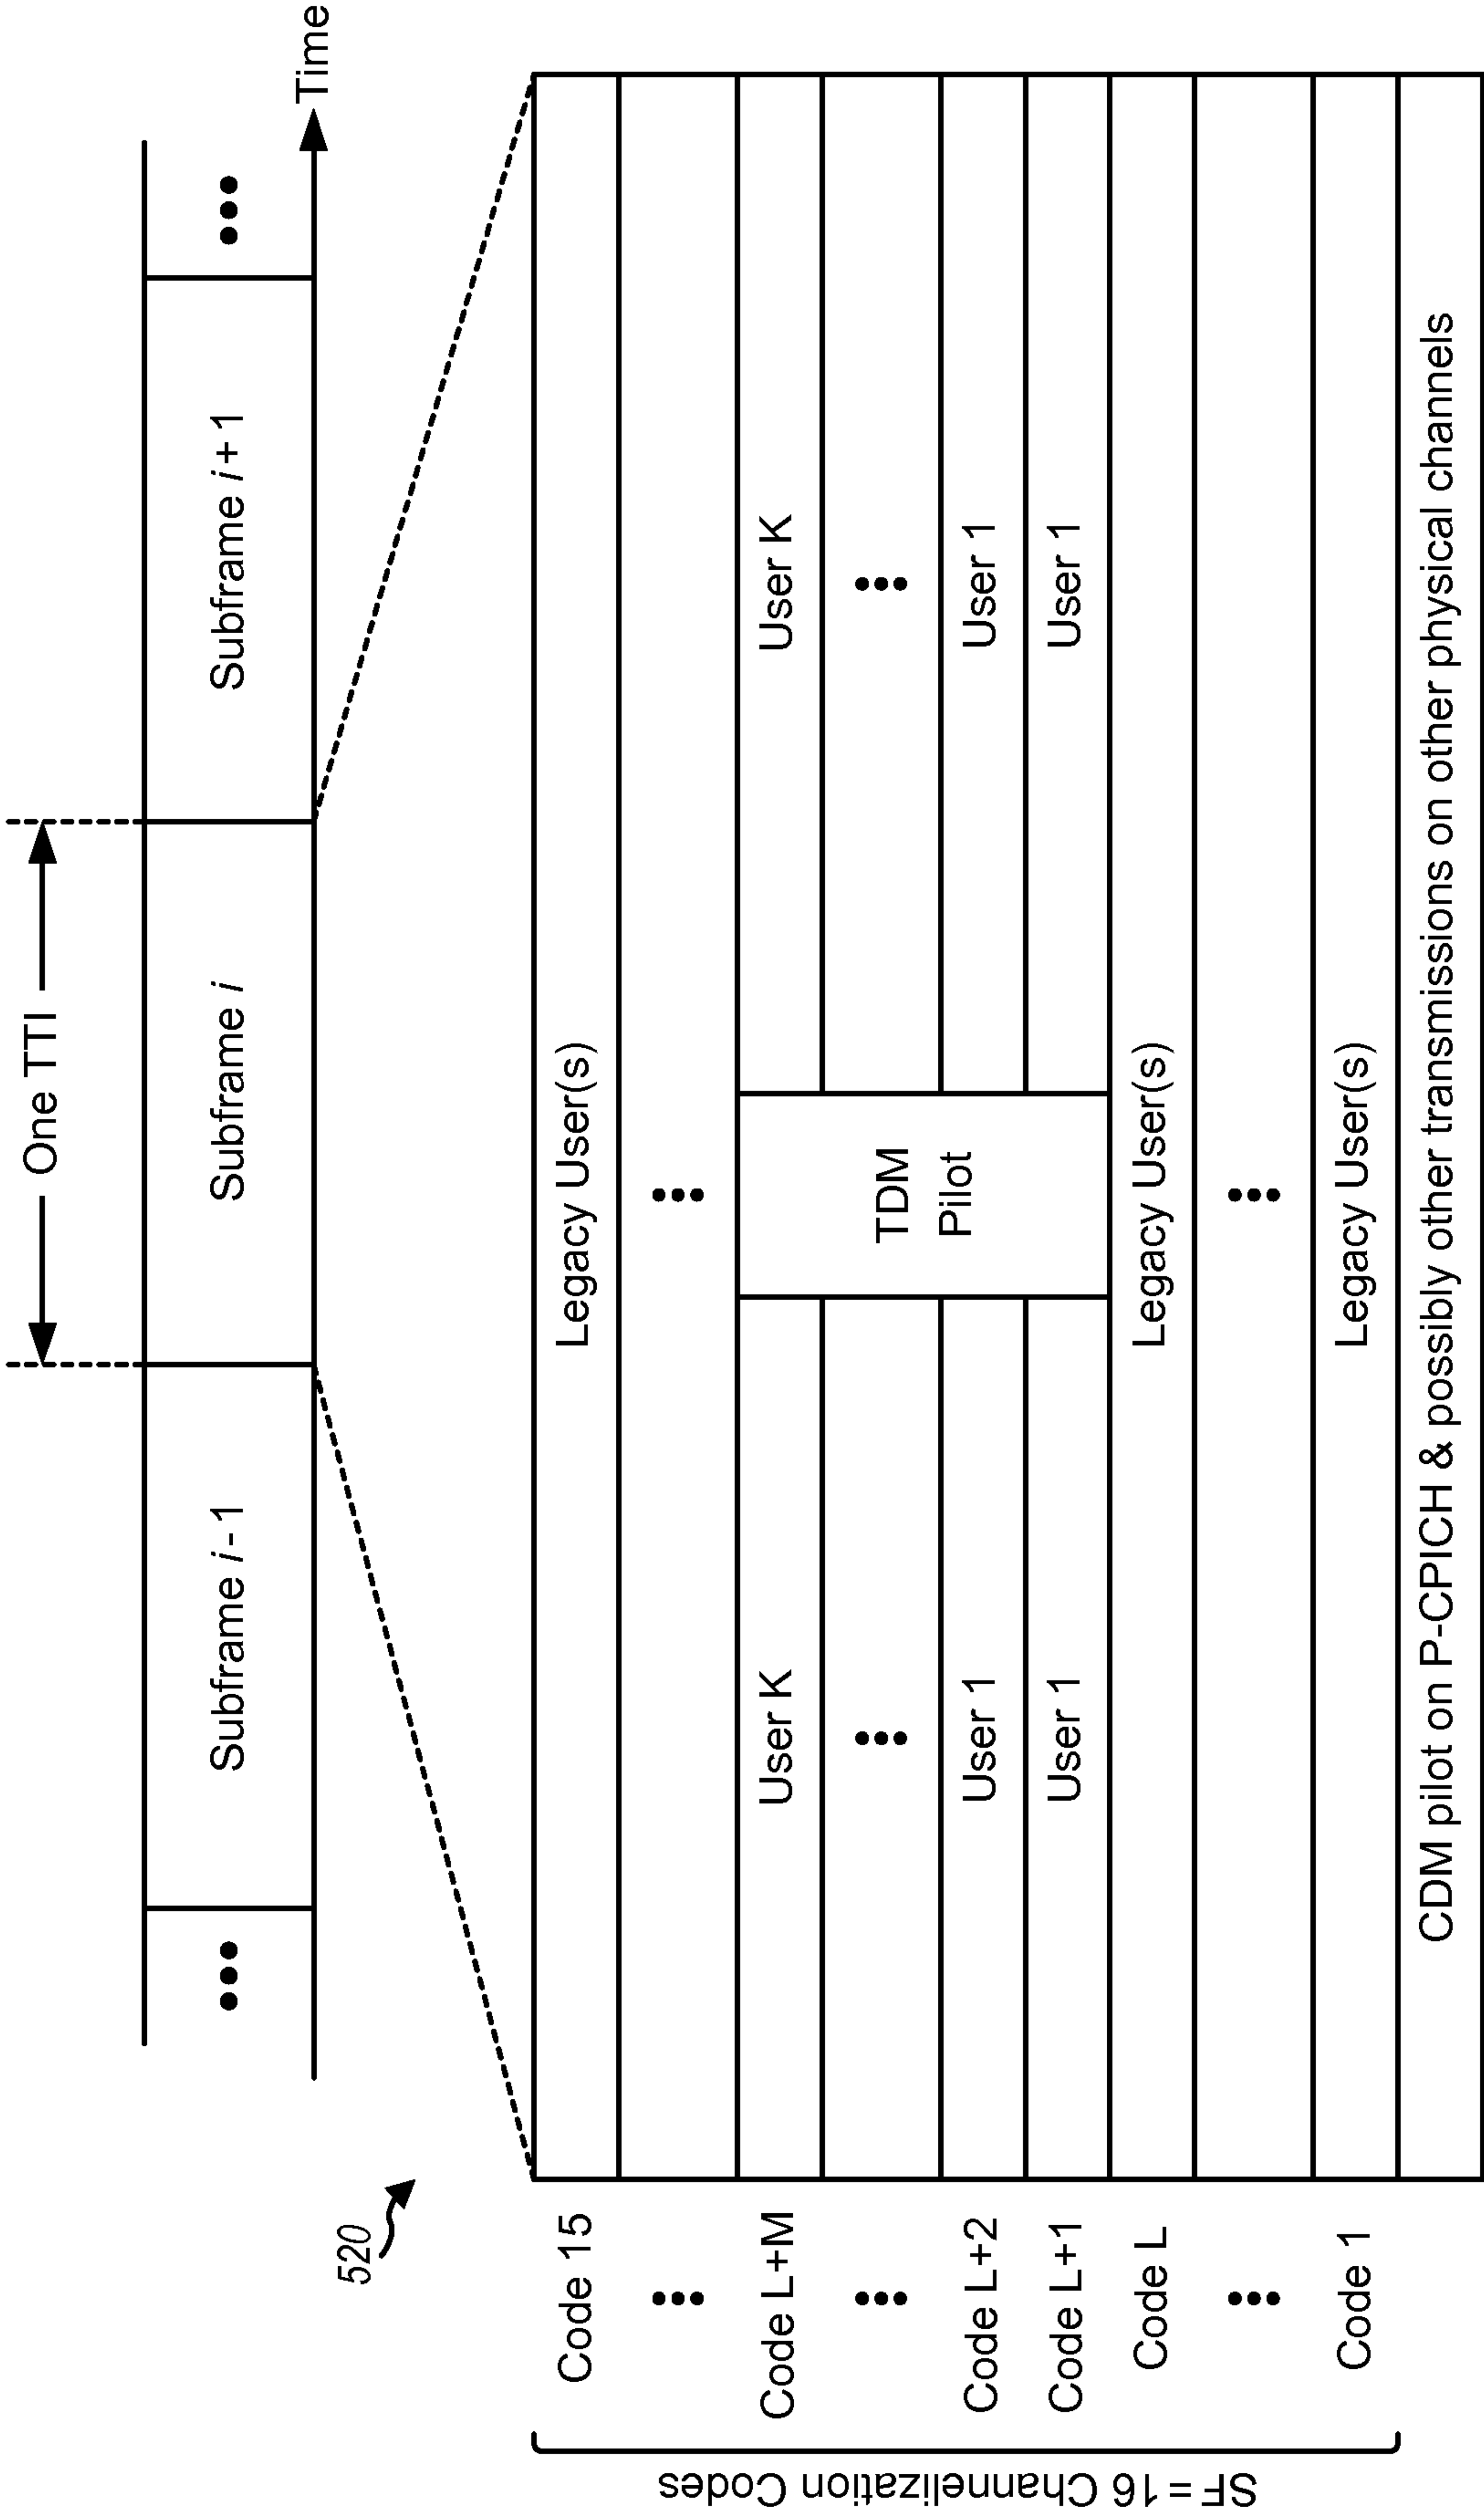 One TTI
••• Subframe i - 1 Subframe i Subframe i + 1 •••
Time
520
SF = 16 Channelization Codes
Code 15 Legacy User(s)
••• •••
Code L+M User K User K
••• ••• •••
TDM
Pilot
Code L+2 User 1 User 1
Code L+1 User 1 User 1
Code L Legacy User(s)
••• •••
Code 1 Legacy User(s)
CDM pilot on P-CPICH & possibly other transmissions on other physical channels